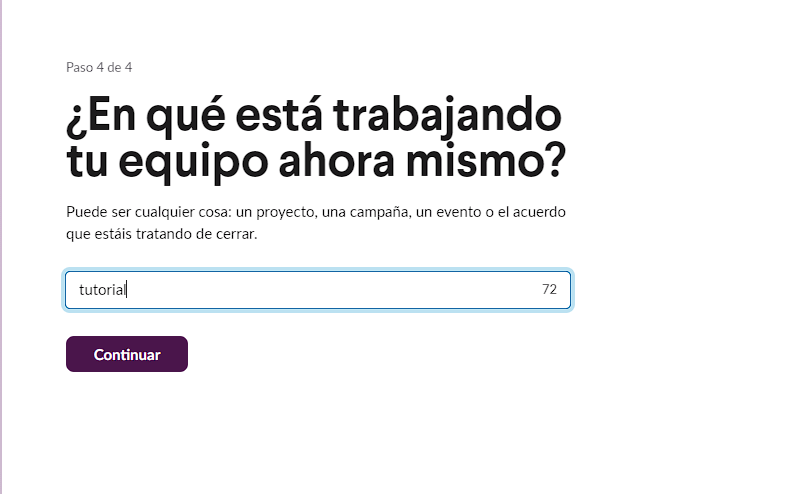 Paso 4 de 4
¿En qué está trabajando
tu equipo ahora mismo?
Puede ser cualquier cosa: un proyecto, una campaña, un evento o el acuerdo
que estáis tratando de cerrar.
tutorial 72
Continuar